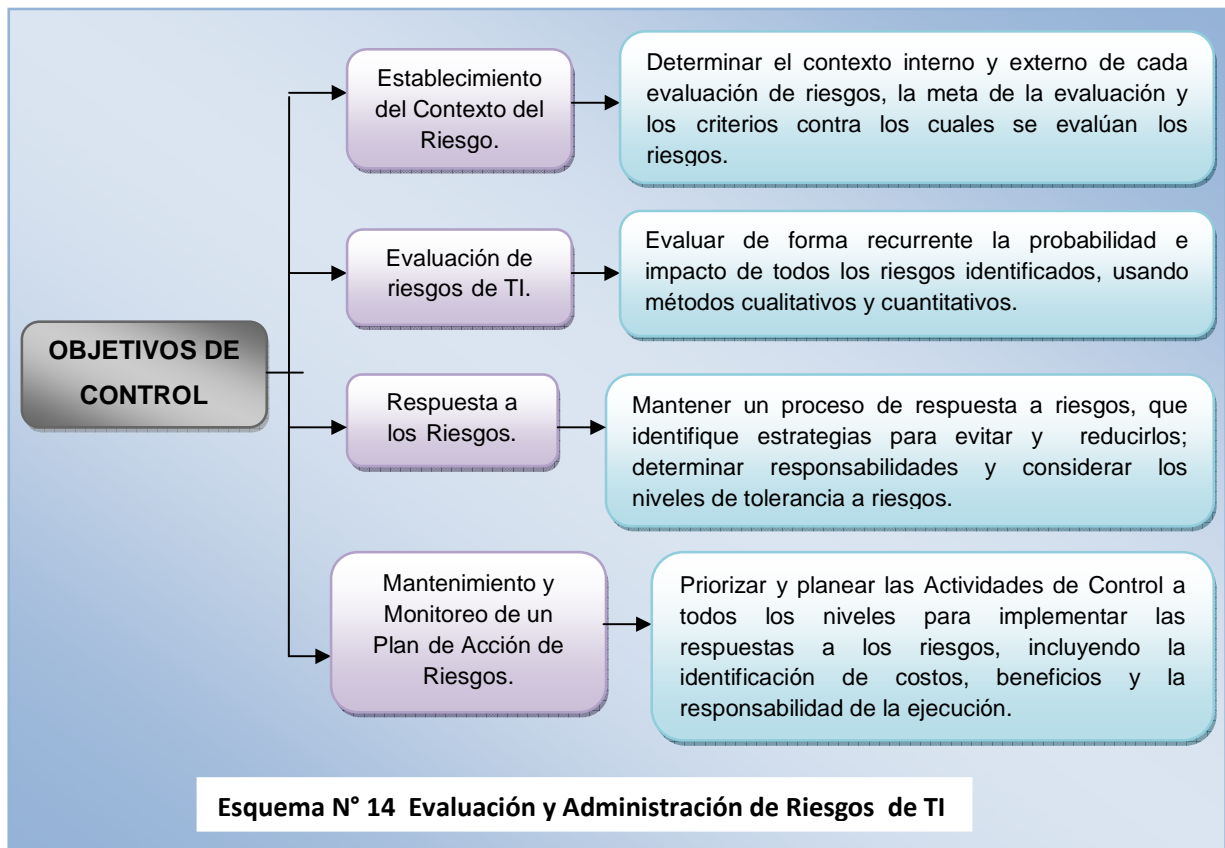 OBJETIVOS DE
CONTROL
Establecimiento
del Contexto del
Riesgo.
Determinar el contexto interno y externo de cada
evaluación de riesgos, la meta de la evaluación y
los criterios contra los cuales se evalúan los
riesgos.
Evaluación de
riesgos de TI.
Evaluar de forma recurrente la probabilidad e
impacto de todos los riesgos identificados, usando
métodos cualitativos y cuantitativos.
Respuesta a
los Riesgos.
Mantener un proceso de respuesta a riesgos, que
identifique estrategias para evitar y reducirlos;
determinar responsabilidades y considerar los
niveles de tolerancia a riesgos.
Mantenimiento y
Monitoreo de un
Plan de Acción de
Riesgos.
Priorizar y planear las Actividades de Control a
todos los niveles para implementar las
respuestas a los riesgos, incluyendo la
identificación de costos, beneficios y la
responsabilidad de la ejecución.
Esquema N° 14 Evaluación y Administración de Riesgos de TI